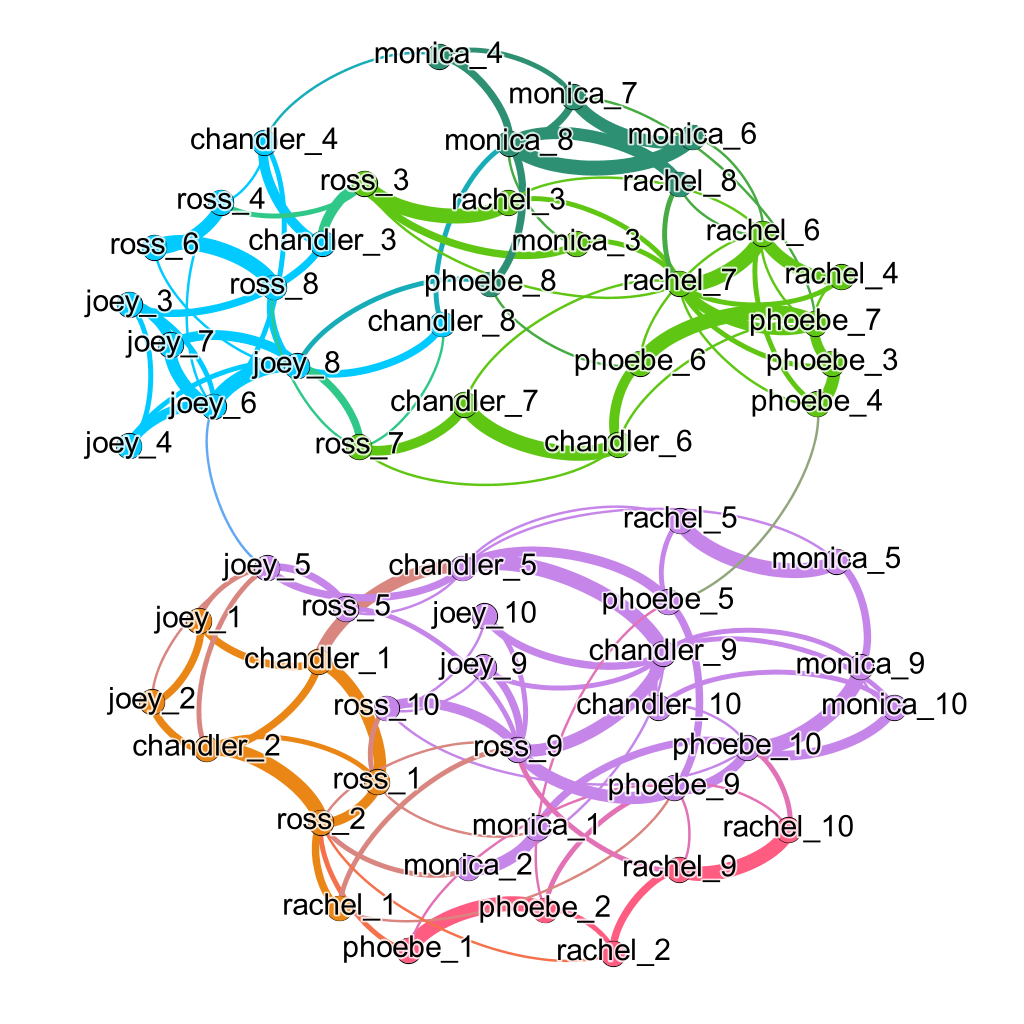 monica_4
monica_7
chandler_4
monica_8
monica_6
ross_3
rachel_8
ross_4
rachel_3
rachel_6
ross_6
chandler_3
monica_3
rachel_4
ross_8
phoebe_8
rachel_7
joey_3
chandler_8
phoebe_7
joey_7
joey_8
phoebe_6
phoebe_3
joey_6
chandler_7
phoebe_4
joey_4
ross_7
chandler_6
rachel_5
joey_5
chandler_5
monica_5
ross_5
phoebe_5
joey_1
joey_10
chandler_1
joey_9
chandler_9
monica_9
joey_2
ross_10
chandler_10
monica_10
chandler_2
ross_9
phoebe_10
ross_1
phoebe_9
ross_2
monica_1
rachel_10
monica_2
rachel_9
rachel_1
phoebe_2
phoebe_1
rachel_2